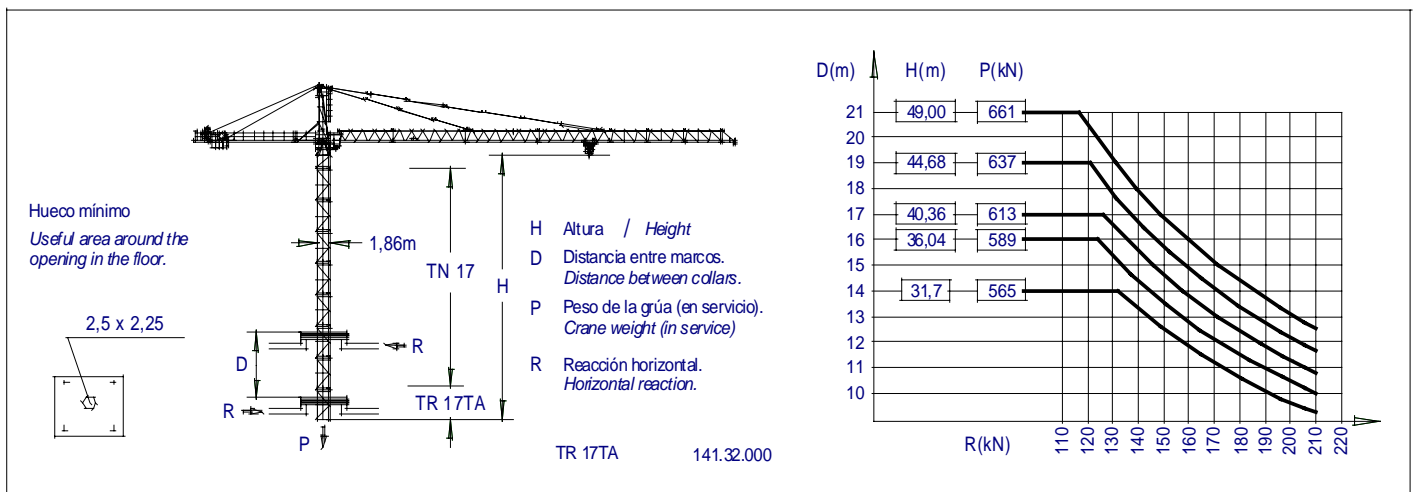 Hueco mínimo
Useful area around the
opening in the floor.
2,5 x 2,25
1,86m
TN 17
H
D
R
R
TR 17TA
P
H Altura / Height
D Distancia entre marcos.
Distance between collars.
P Peso de la grúa (en servicio).
Crane weight (in service)
R Reacción horizontal.
Horizontal reaction.
TR 17TA 141.32.000
D(m) H(m) P(kN)
21 49,00 661
20
19 44,68 637
18
17 40,36 613
16 36,04 589
15
14 31,7 565
13
12
11
10
R(kN)
110 120 130 140 150 160 170 180 190 200 210 220